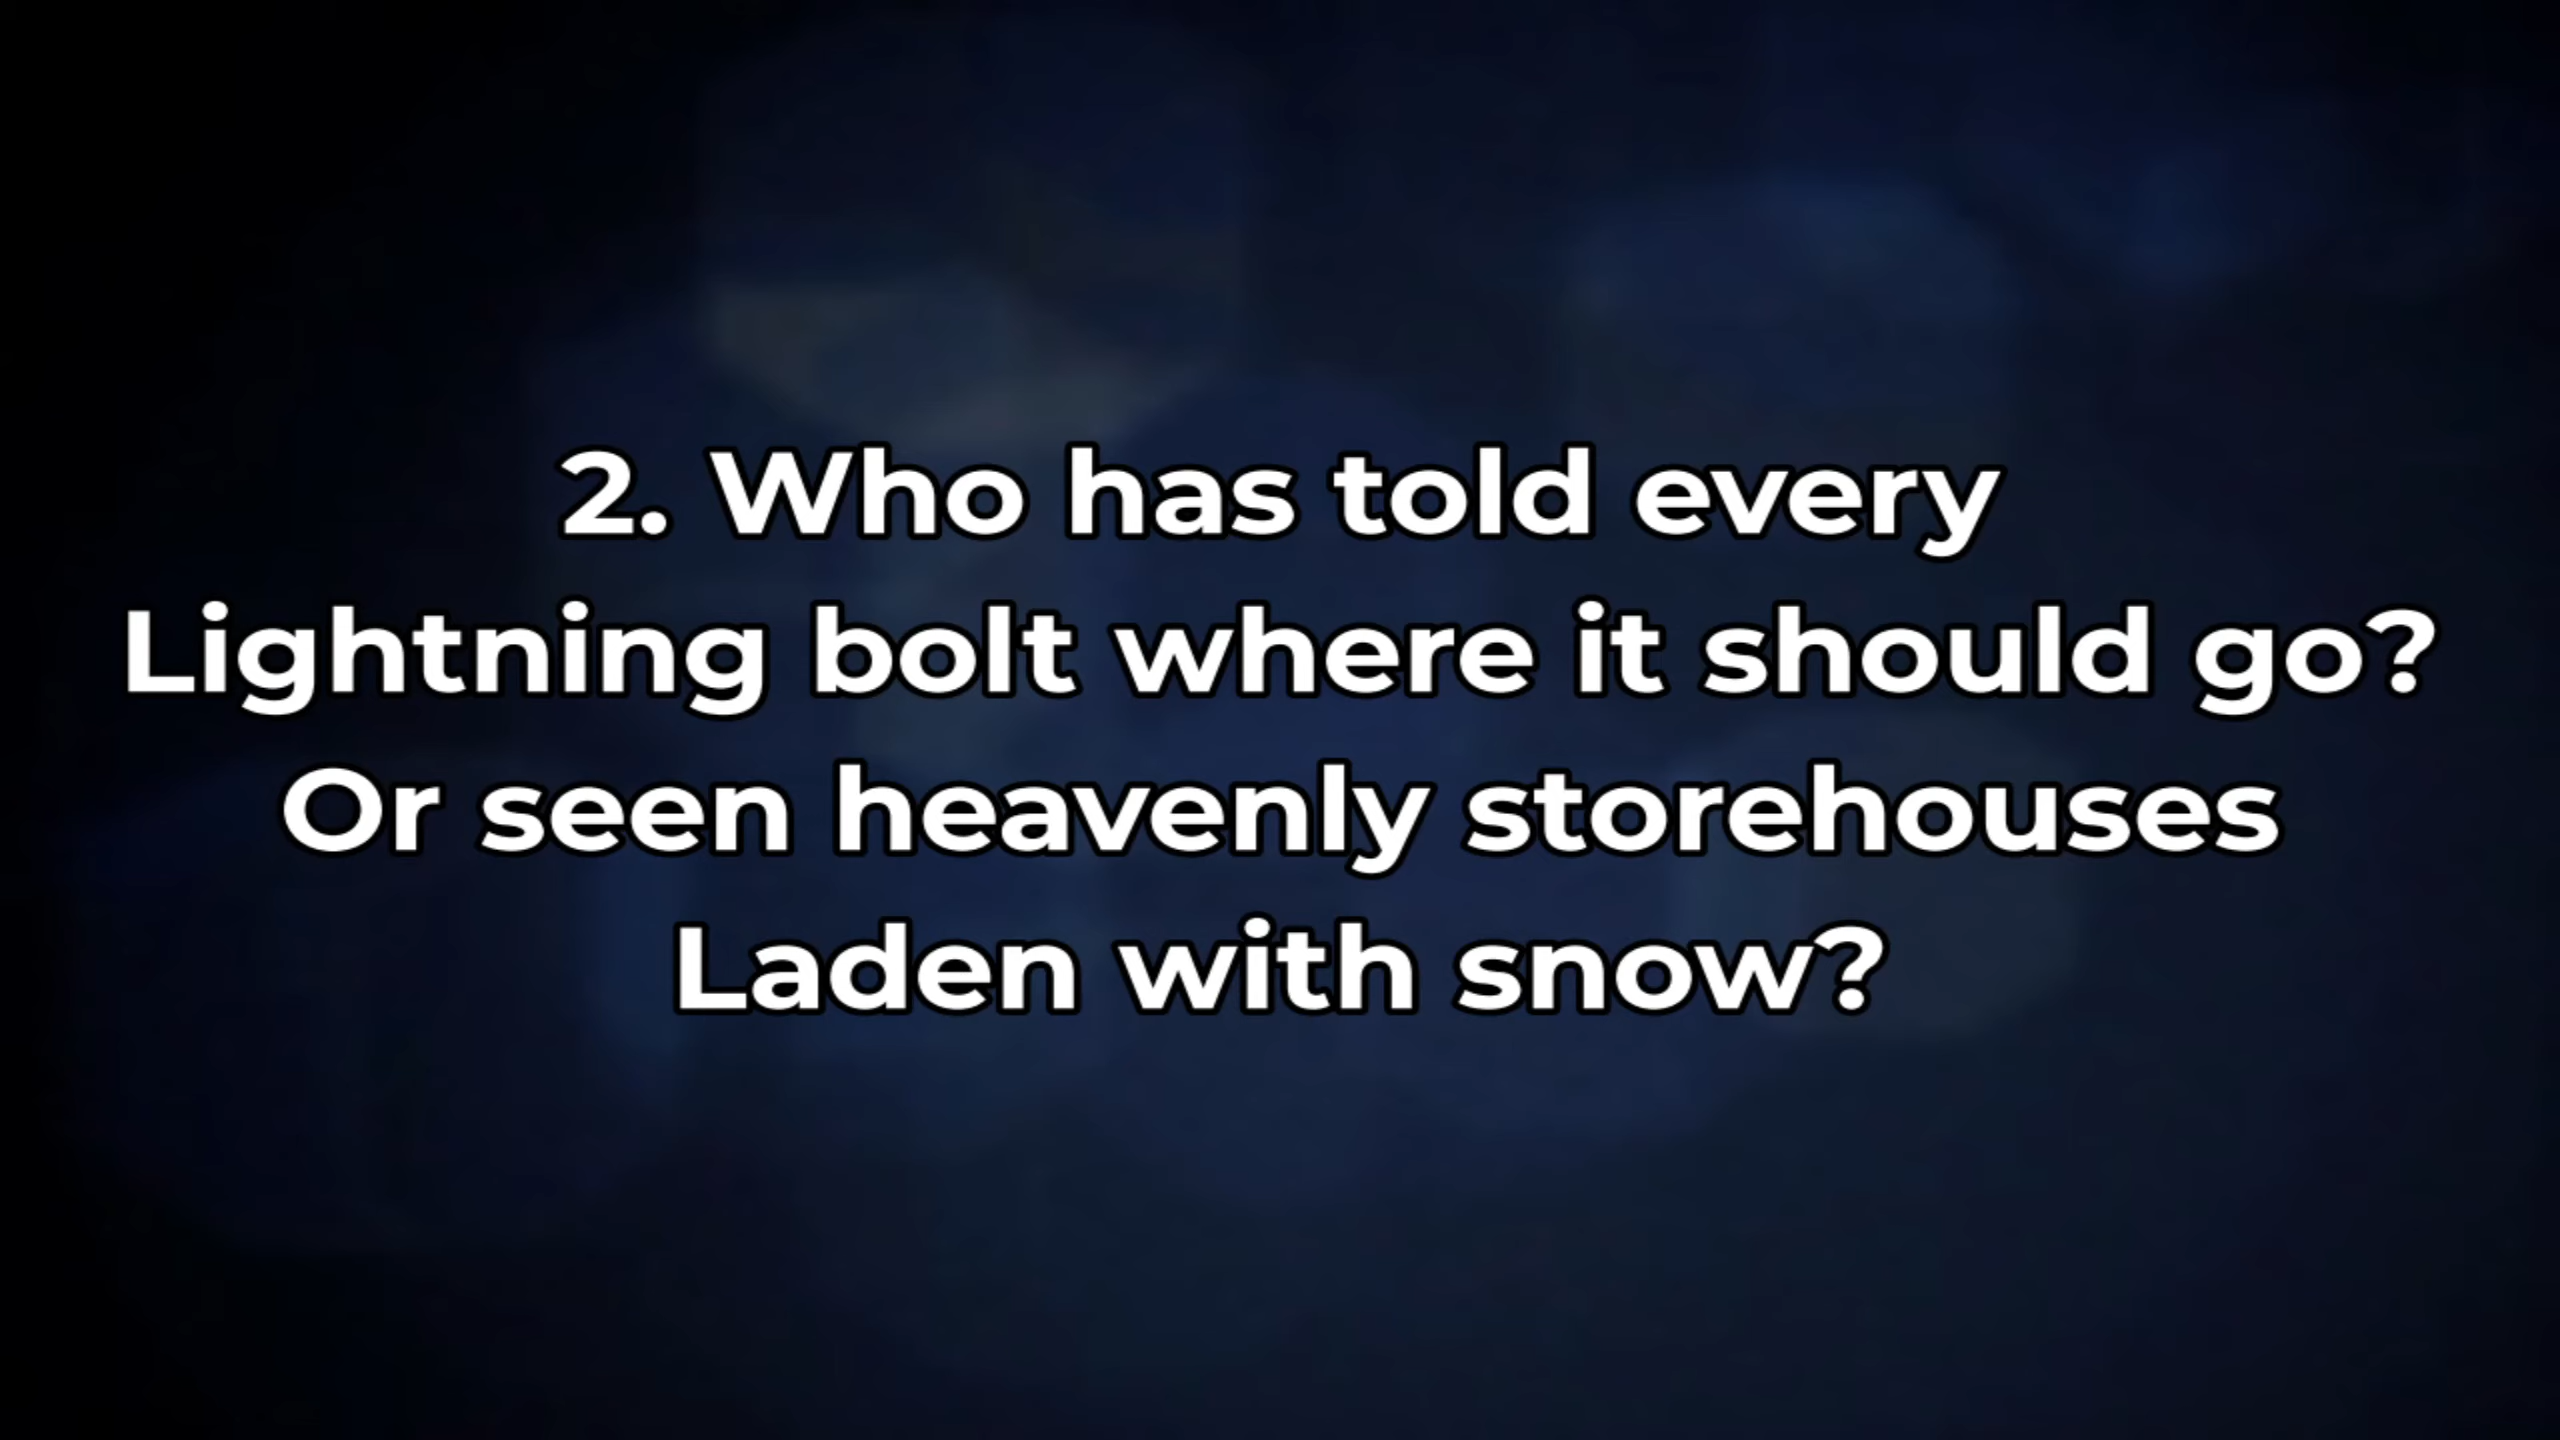 2. Who has told every
Lightning bolt where it should go?
Or seen heavenly storehouses
Laden with snow?